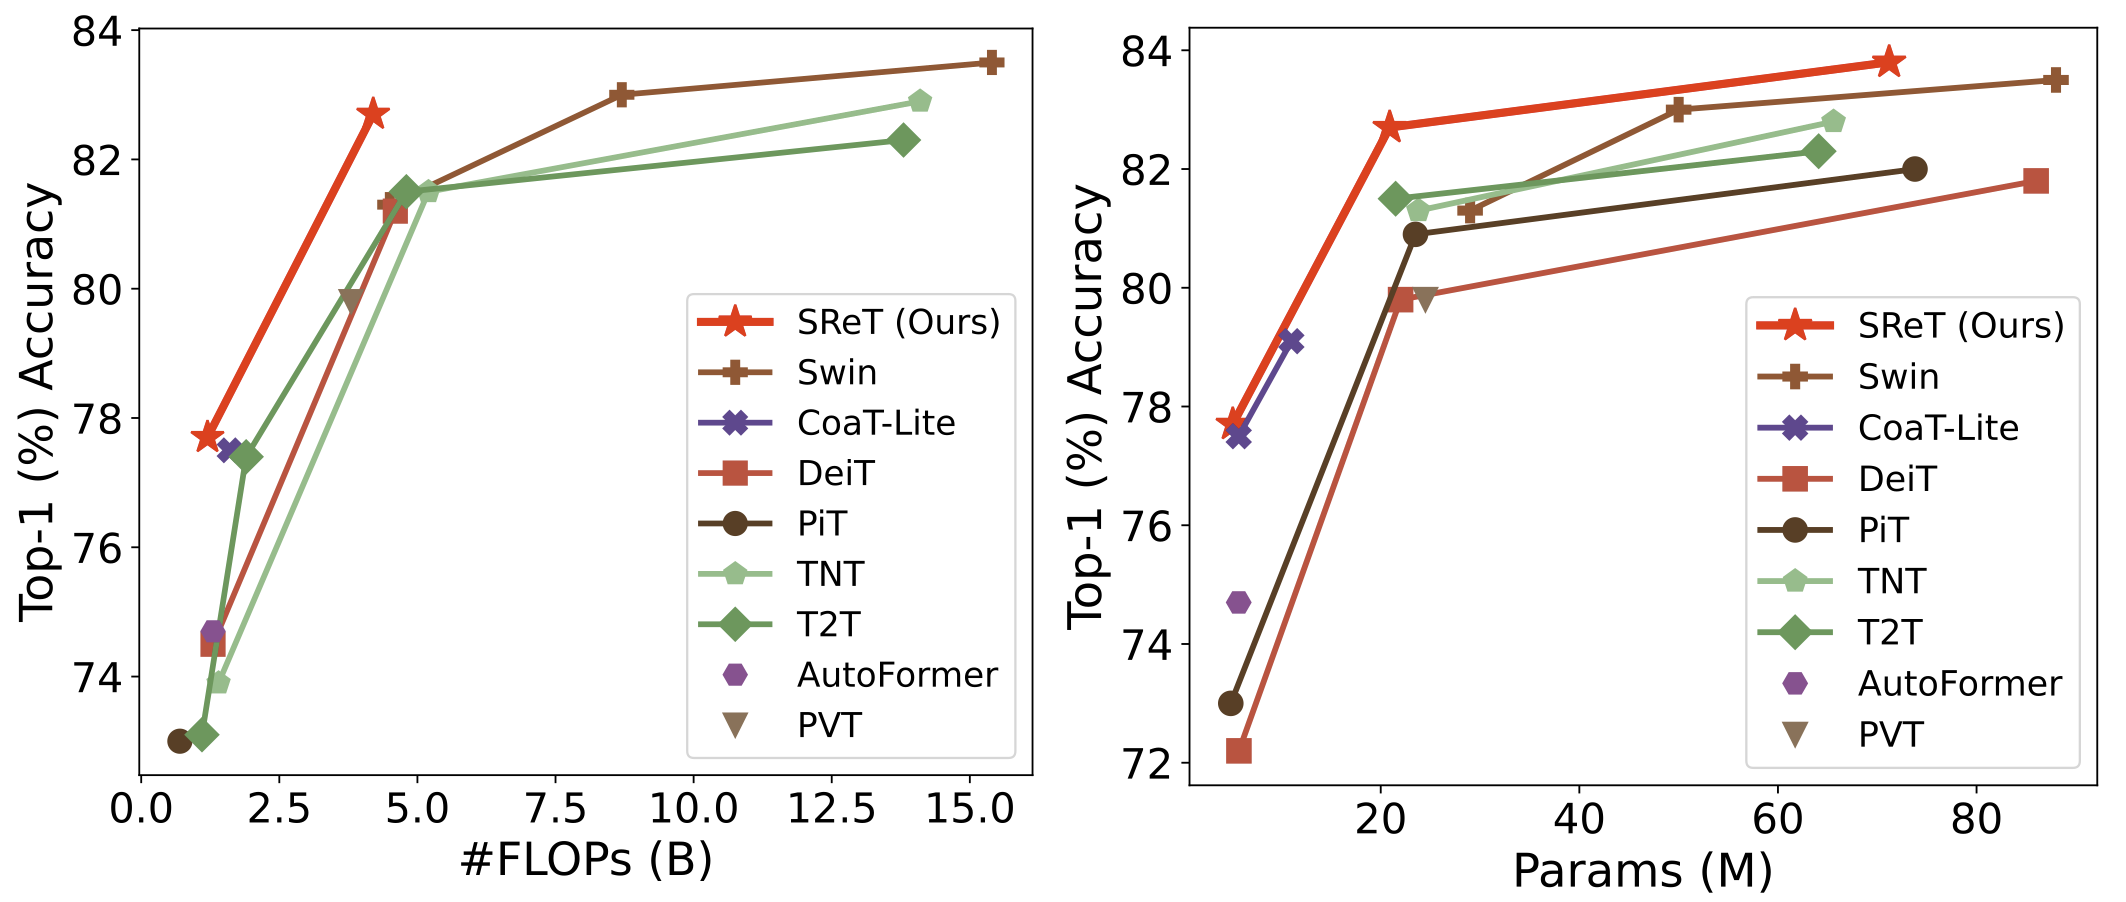 84
82
80
78
76
74
Top-1 (%) Accuracy
0.0 2.5 5.0 7.5 10.0 12.5 15.0
#FLOPs (B)
SReT (Ours)
Swin
CoaT-Lite
DeiT
PiT
TNT
T2T
AutoFormer
PVT
84
82
80
78
76
74
72
Top-1 (%) Accuracy
20 40 60 80
Params (M)
SReT (Ours)
Swin
CoaT-Lite
DeiT
PiT
TNT
T2T
AutoFormer
PVT